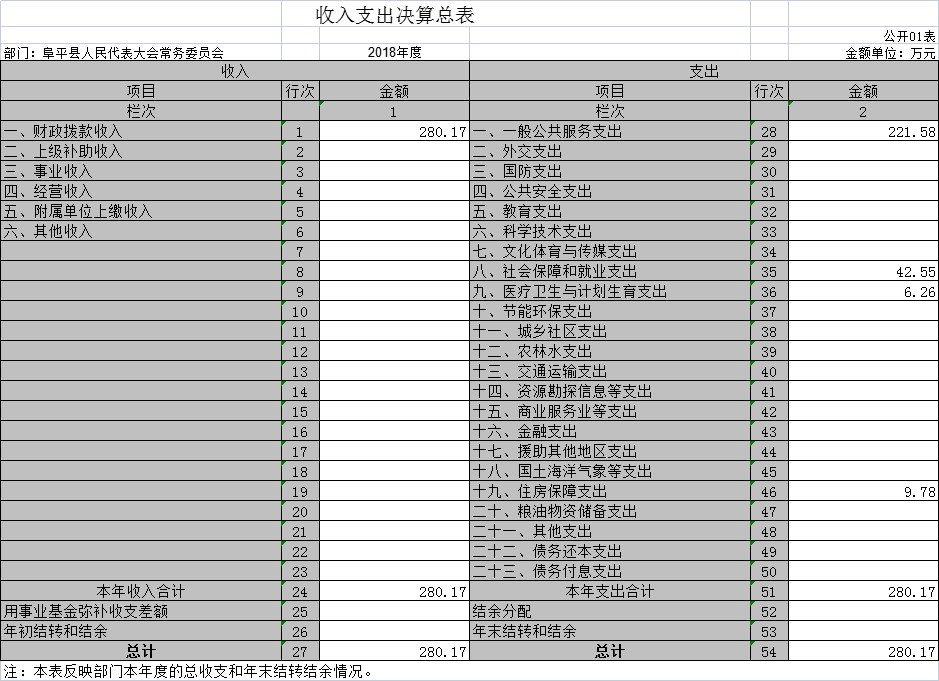 收入支出决算总表
公开01表
部门：阜平县人民代表大会常务委员会 2018年度 金额单位：万元
收入 支出
项目 行次 金额 项目 行次 金额
栏次 1 栏次 2
一、财政拨款收入 1 280.17 一、一般公共服务支出 28 221.58
二、上级补助收入 2 二、外交支出 29
三、事业收入 3 三、国防支出 30
四、经营收入 4 四、公共安全支出 31
五、附属单位上缴收入 5 五、教育支出 32
六、其他收入 6 六、科学技术支出 33
7 七、文化体育与传媒支出 34
8 八、社会保障和就业支出 35 42.55
9 九、医疗卫生与计划生育支出 36 6.26
10 十、节能环保支出 37
11 十一、城乡社区支出 38
12 十二、农林水支出 39
13 十三、交通运输支出 40
14 十四、资源勘探信息等支出 41
15 十五、商业服务业等支出 42
16 十六、金融支出 43
17 十七、援助其他地区支出 44
18 十八、国土海洋气象等支出 45
19 十九、住房保障支出 46 9.78
20 二十、粮油物资储备支出 47
21 二十一、其他支出 48
22 二十二、债务还本支出 49
23 二十三、债务付息支出 50
本年收入合计 24 280.17 本年支出合计 51 280.17
用事业基金弥补收支差额 25 结余分配 52
年初结转和结余 26 年末结转和结余 53
总计 27 280.17 总计 54 280.17
注：本表反映部门本年度的总收支和年末结转结余情况。